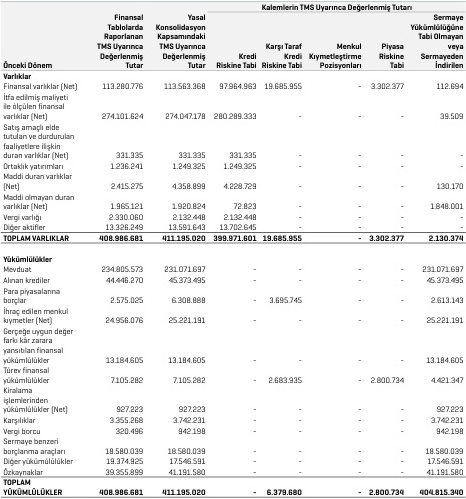 Kalemlerin TMS Uyarınca Değerlenmiş Tutarı
Önceki Dönem Finansal Tablolarda Raporlanan TMS Uyarınca Değerlenmiş Tutar Yasal Konsolidasyon Kapsamındaki TMS Uyarınca Değerlenmiş Tutar Kredi Riskine Tabi Karşı Taraf Kredi Riskine Tabi Menkul Kıymetleştirme Pozisyonları Piyasa Riskine Tabi Sermaye Yükümlülüğüne Tabi Olmayan veya Sermayeden İndirilen
Varlıklar
Finansal varlıklar (Net) 113.280.776 113.563.368 97.964.963 19.685.955 - 3.302.377 112.694
İtfa edilmiş maliyeti
ile ölçülen finansal
varlıklar (Net) 274.101.624 274.047.178 280.289.333 - - - 39.509
Satış amaçlı elde
tutulan ve durdurulan
faaliyetlere ilişkin
duran varlıklar (Net) 331.335 331.335 331.335 - - - -
Ortaklık yatırımları 1.236.241 1.249.325 1.249.325 - - - -
Maddi duran varlıklar
(Net) 2.415.275 4.358.899 4.228.729 - - - 130.170
Maddi olmayan duran
varlıklar (Net) 1.965.121 1.920.824 72.823 - - - 1.848.001
Vergi varlığı 2.330.060 2.132.448 2.132.448 - - - -
Diğer aktifler 13.326.249 13.591.643 13.702.645 - - - -
TOPLAM VARLIKLAR 408.986.681 411.195.020 399.971.601 19.685.955 - 3.302.377 2.130.374
Yükümlülükler
Mevduat 234.805.573 231.071.697 - - - - 231.071.697
Alınan krediler 44.446.270 45.373.495 - - - - 45.373.495
Para piyasalarına
borçlar 2.575.025 6.308.888 - 3.695.745 - - 2.613.143
İhraç edilen menkul
kıymetler (Net) 24.956.076 25.221.191 - - - - 25.221.191
Gerçeğe uygun değer
farkı kâr zarara
yansıtılan finansal
yükümlülükler 13.184.605 13.184.605 - - - - 13.184.605
Türev finansal
yükümlülükler 7.105.282 7.105.282 - 2.683.935 - 2.800.734 4.421.347
Kiralama
işlemlerinden
yükümlülükler (Net) 927.223 927.223 - - - - 927.223
Karşılıklar 3.355.268 3.742.231 - - - - 3.742.231
Vergi borcu 320.496 942.198 - - - - 942.198
Sermaye benzeri
borçlanma araçları 18.580.039 18.580.039 - - - - 18.580.039
Diğer yükümülülükler 19.374.925 17.546.591 - - - - 17.546.591
Özkaynaklar 39.355.899 41.191.580 - - - - 41.191.580
TOPLAM
YÜKÜMLÜLÜKLER 408.986.681 411.195.020 - 6.379.680 - 2.800.734 404.815.340